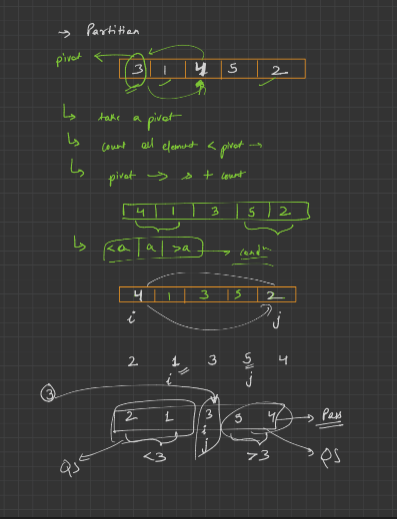 → Partition
pivot
3 1 4 5 2
↳ take a pivot
↳ count all element < pivot →
↳ pivot → s + count
4 1 3 5 2
↳ <a a >a → condn
4 1 3 5 2
i j
2 1 3 5 4
i j
③
2 1 3 5 4 → Pass
i
j
QS <3 >3 QS